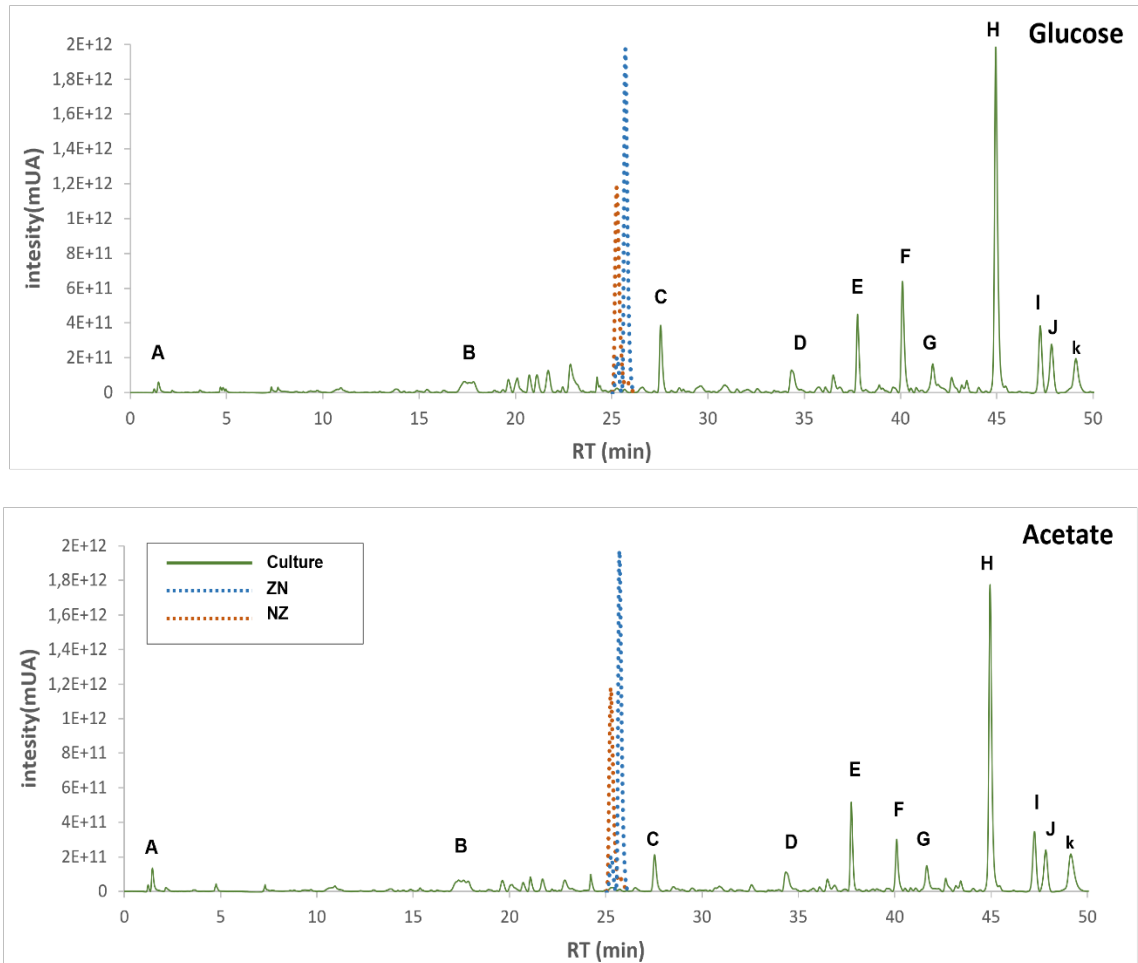 Glucose
H
2E+12
1,8E+12
1,6E+12
1,4E+12
1,2E+12
1E+12
8E+11
6E+11
4E+11
2E+11
0
intesity(mUA)
A
B
C
D
E
F
G
I
J
k
0 5 10 15 20 25 30 35 40 45 50
RT (min)
Acetate
Culture
ZN
NZ
2E+12
1,8E+12
1,6E+12
1,4E+12
1,2E+12
1E+12
8E+11
6E+11
4E+11
2E+11
0
intesity(mUA)
A
B
C
D
E
F
G
H
I
J
k
0 5 10 15 20 25 30 35 40 45 50
RT (min)